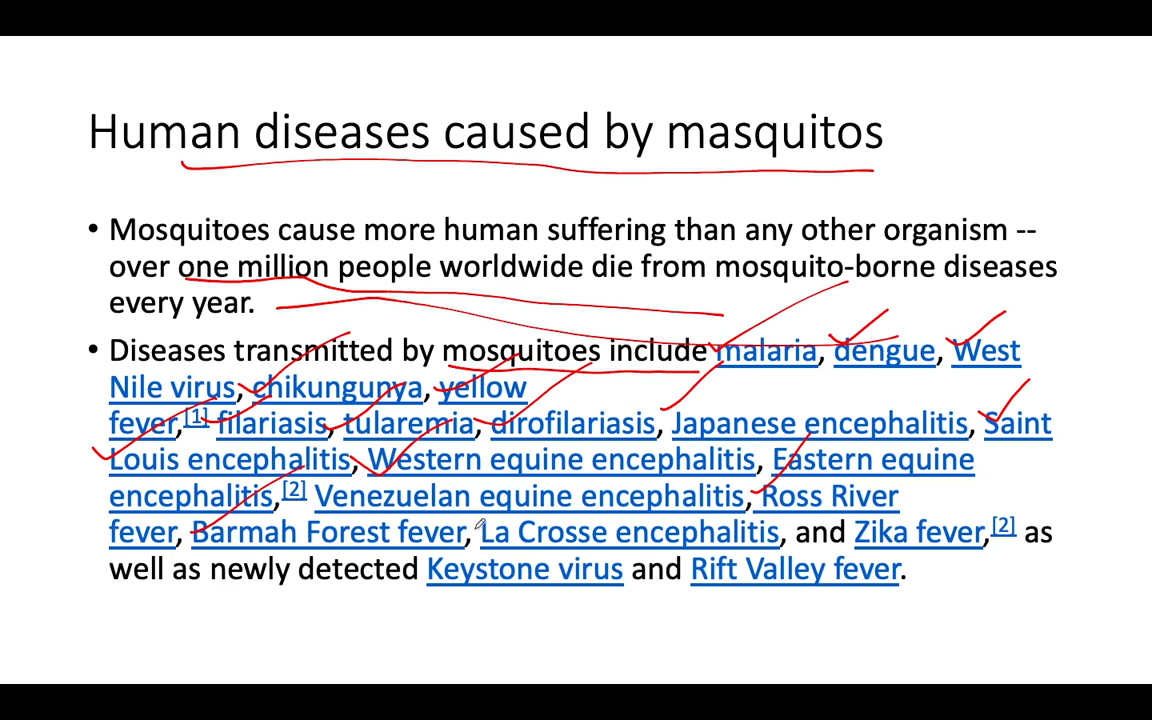 Human diseases caused by masquitos
• Mosquitoes cause more human suffering than any other organism --
over one million people worldwide die from mosquito-borne diseases
every year.
• Diseases transmitted by mosquitoes include malaria, dengue, West
Nile virus, chikungunya, yellow
fever,[1] filariasis, tularemia, dirofilariasis, Japanese encephalitis, Saint
Louis encephalitis, Western equine encephalitis, Eastern equine
encephalitis,[2] Venezuelan equine encephalitis, Ross River
fever, Barmah Forest fever, La Crosse encephalitis, and Zika fever,[2] as
well as newly detected Keystone virus and Rift Valley fever.